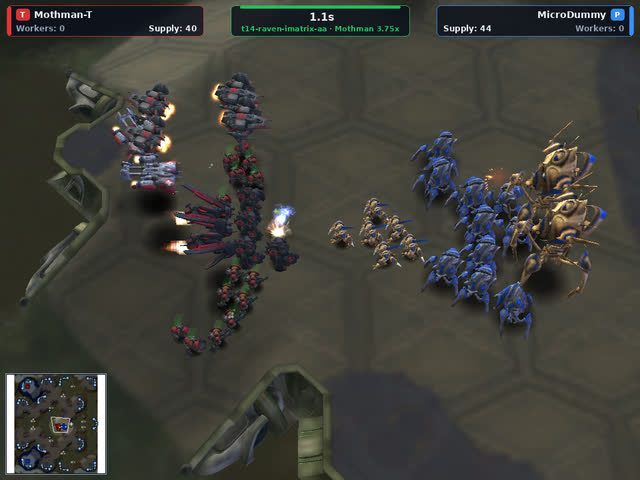 T Mothman-T
Workers: 0 Supply: 40
1.1s
t14-raven-imatrix-aa · Mothman 3.75x
MicroDummy P
Supply: 44 Workers: 0